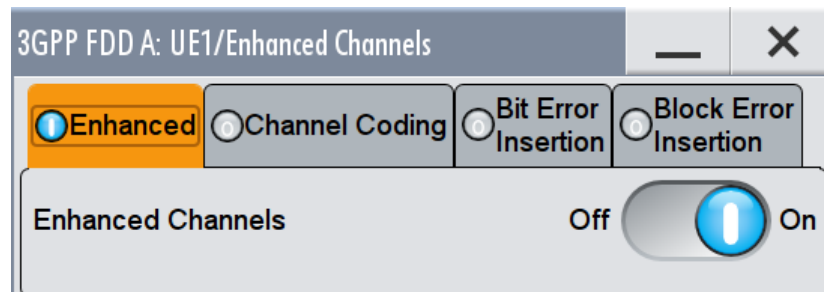 3GPP FDD A: UE1/Enhanced Channels
Enhanced
Channel Coding
Bit Error
Insertion
Block Error
Insertion
Enhanced Channels Off On